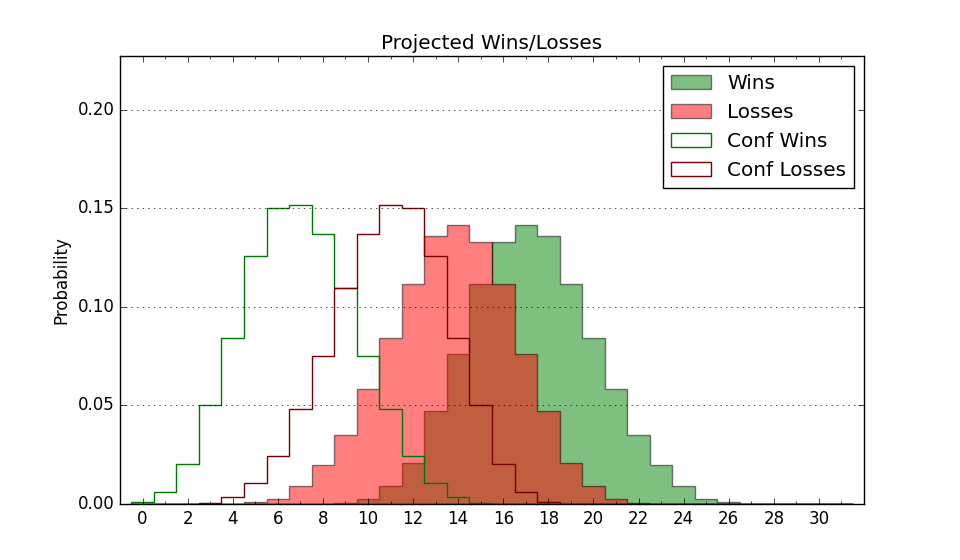 Projected Wins/Losses
Wins
Losses
Conf Wins
Conf Losses
Probability
0.20
0.15
0.10
0.05
0.00
0 2 4 6 8 10 12 14 16 18 20 22 24 26 28 30